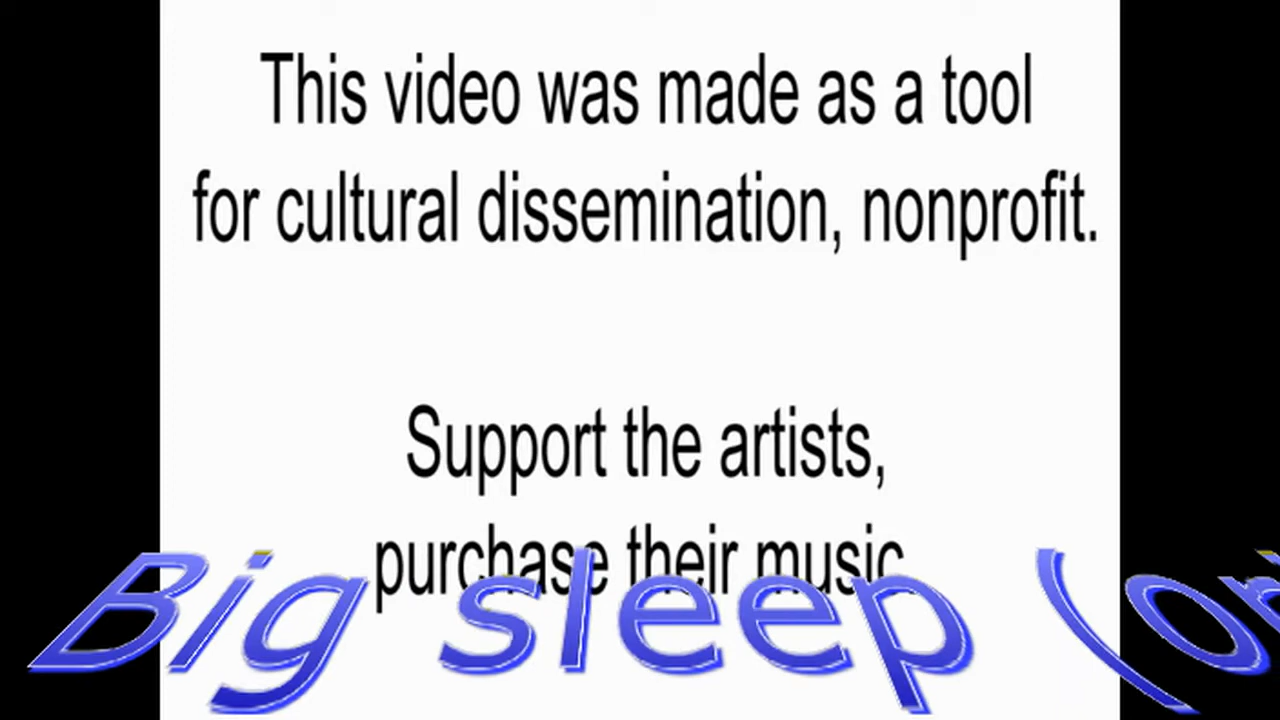 This video was made as a tool
for cultural dissemination, nonprofit.
Support the artists,
purchase their music
Big sleep (